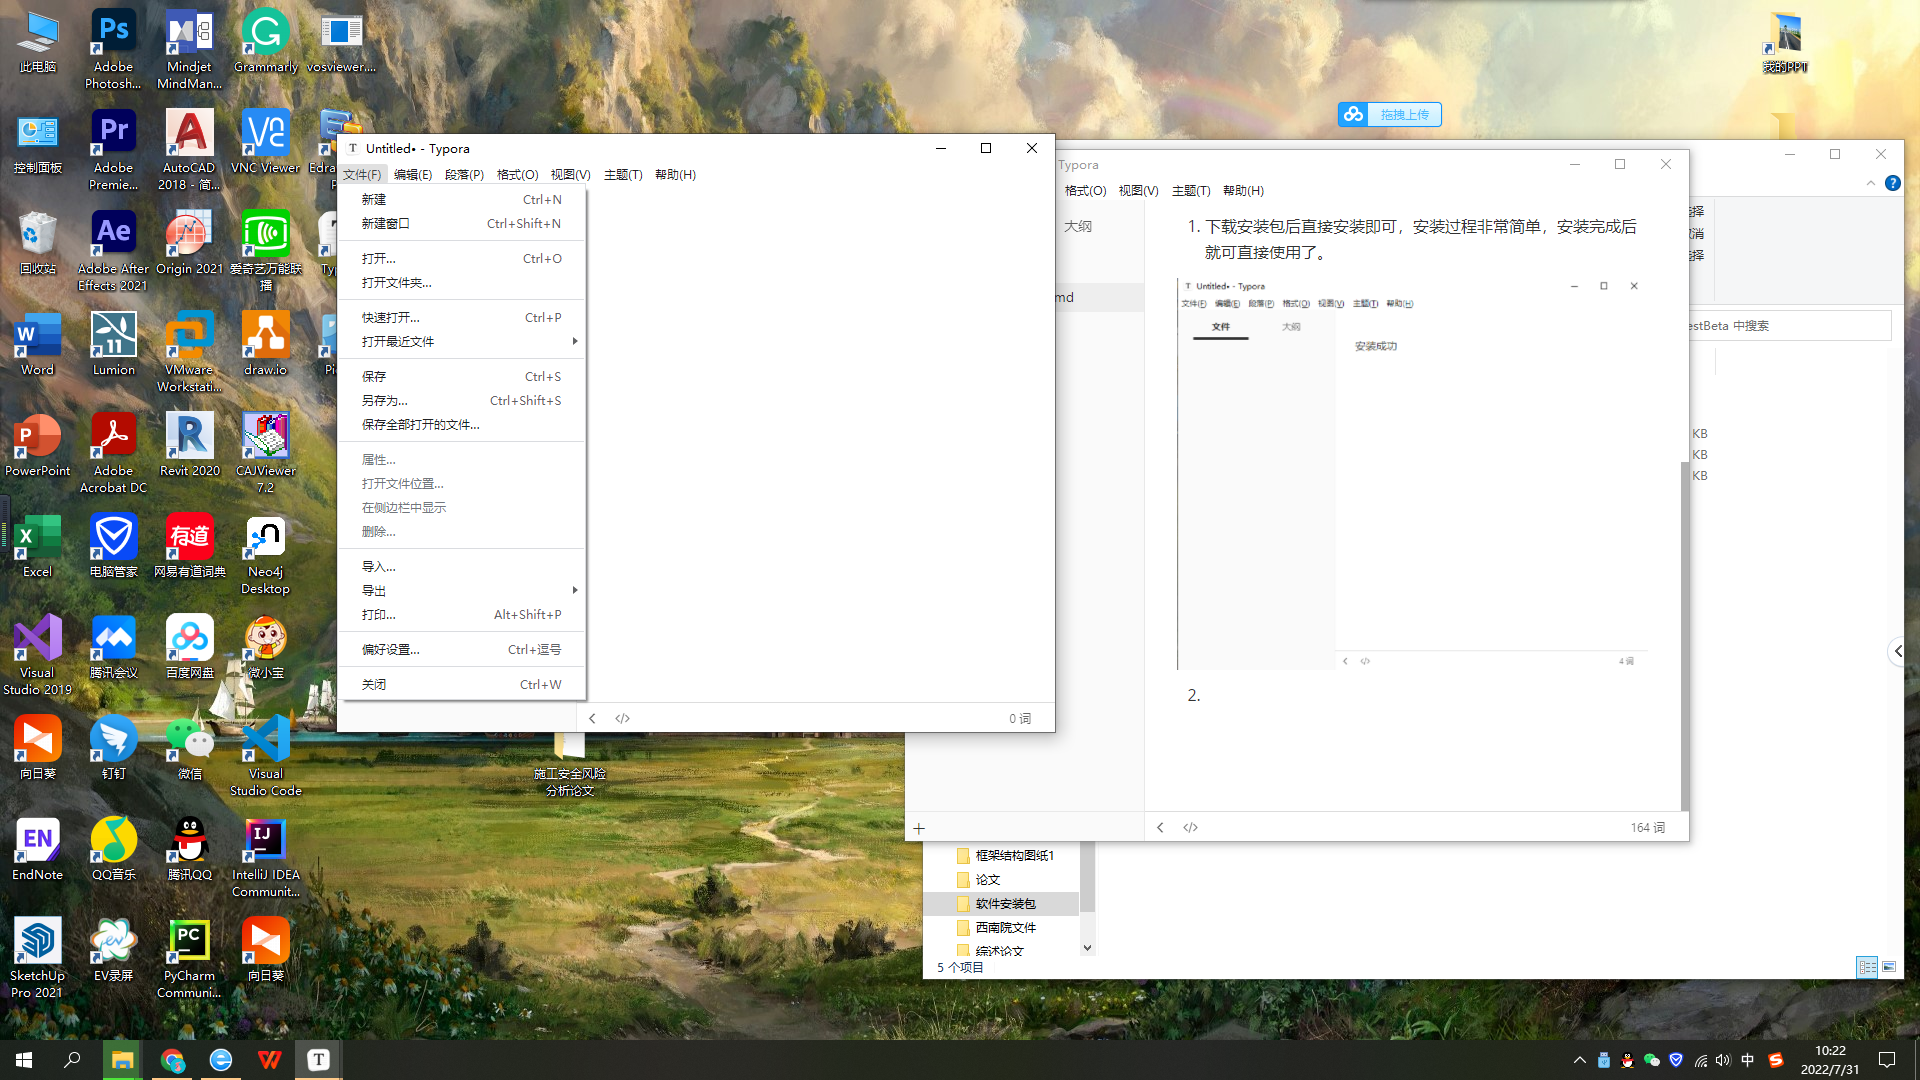 此电脑
Adobe
Photosh...
Mindjet
MindMan...
Grammarly
vosviewer....
我的PPT
控制面板
Adobe
Premie...
AutoCAD
2018 - 简...
VNC Viewer
Edra
拖拽上传
回收站
Adobe After
Effects 2021
Origin 2021
爱奇艺万能联
播
Word
Lumion
VMware
Workstati...
draw.io
PowerPoint
Adobe
Acrobat DC
Revit 2020
CAJViewer
7.2
Excel
电脑管家
网易有道词典
Neo4j
Desktop
Visual
Studio 2019
腾讯会议
百度网盘
微小宝
向日葵
钉钉
微信
Visual
Studio Code
EndNote
QQ音乐
腾讯QQ
IntelliJ IDEA
Communit...
SketchUp
Pro 2021
EV录屏
PyCharm
Communi...
向日葵
施工安全风险
分析论文
Untitled• - Typora
文件(F) 编辑(E) 段落(P) 格式(O) 视图(V) 主题(T) 帮助(H)
新建 Ctrl+N
新建窗口 Ctrl+Shift+N
打开... Ctrl+O
打开文件夹...
快速打开... Ctrl+P
打开最近文件
保存 Ctrl+S
另存为... Ctrl+Shift+S
保存全部打开的文件...
属性...
打开文件位置...
在侧边栏中显示
删除...
导入...
导出
打印... Alt+Shift+P
偏好设置... Ctrl+逗号
关闭 Ctrl+W
0 词
Typora
格式(O) 视图(V) 主题(T) 帮助(H)
大纲
md
1. 下载安装包后直接安装即可，安装过程非常简单，安装完成后
就可直接使用了。
Untitled• - Typora
文件(F) 编辑(E) 段落(P) 格式(O) 视图(V) 主题(T) 帮助(H)
文件 大纲
安装成功
4 词
2.
164 词
择
消
择
estBeta 中搜索
KB
KB
KB
框架结构图纸1
论文
软件安装包
西南院文件
综述论文
5 个项目
中
10:22
2022/7/31